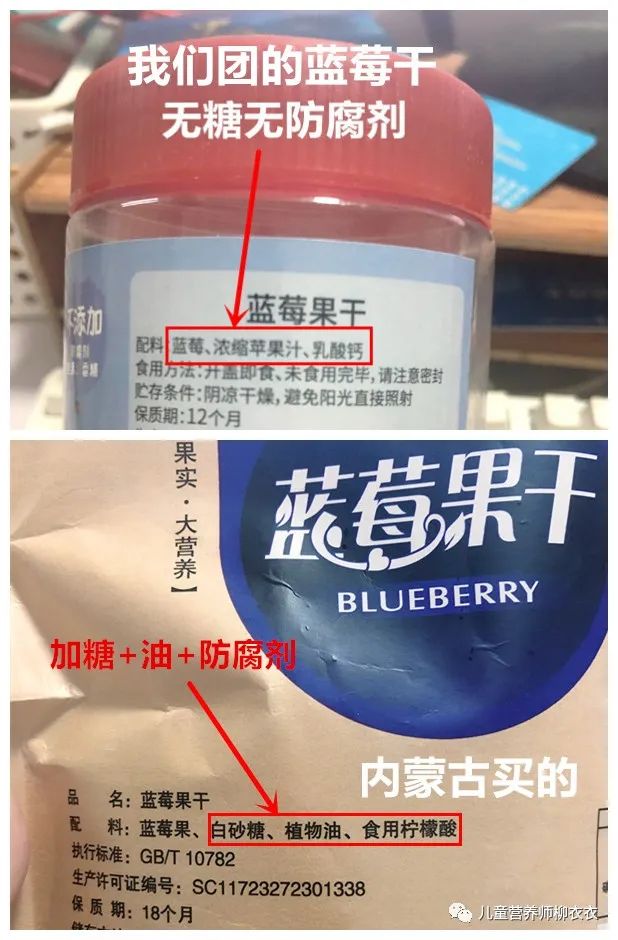 我们团的蓝莓干
无糖无防腐剂
添加
蓝莓果干
配料:蓝莓、浓缩苹果汁、乳酸钙
食用方法:开盖即食、未食用完毕,请注意密封
贮存条件:阴凉干燥,避免阳光直接照射
保质期:12个月
果实·大营养】
蓝莓果干
BLUEBERRY
加糖+油+防腐剂
内蒙古买的
品 名:蓝莓果干
配 料:蓝莓果、白砂糖、植物油、食用柠檬酸
执行标准:GB/T 10782
生产许可证编号:SC11723272301338
保 质 期:18个月
儿童营养师柳衣衣